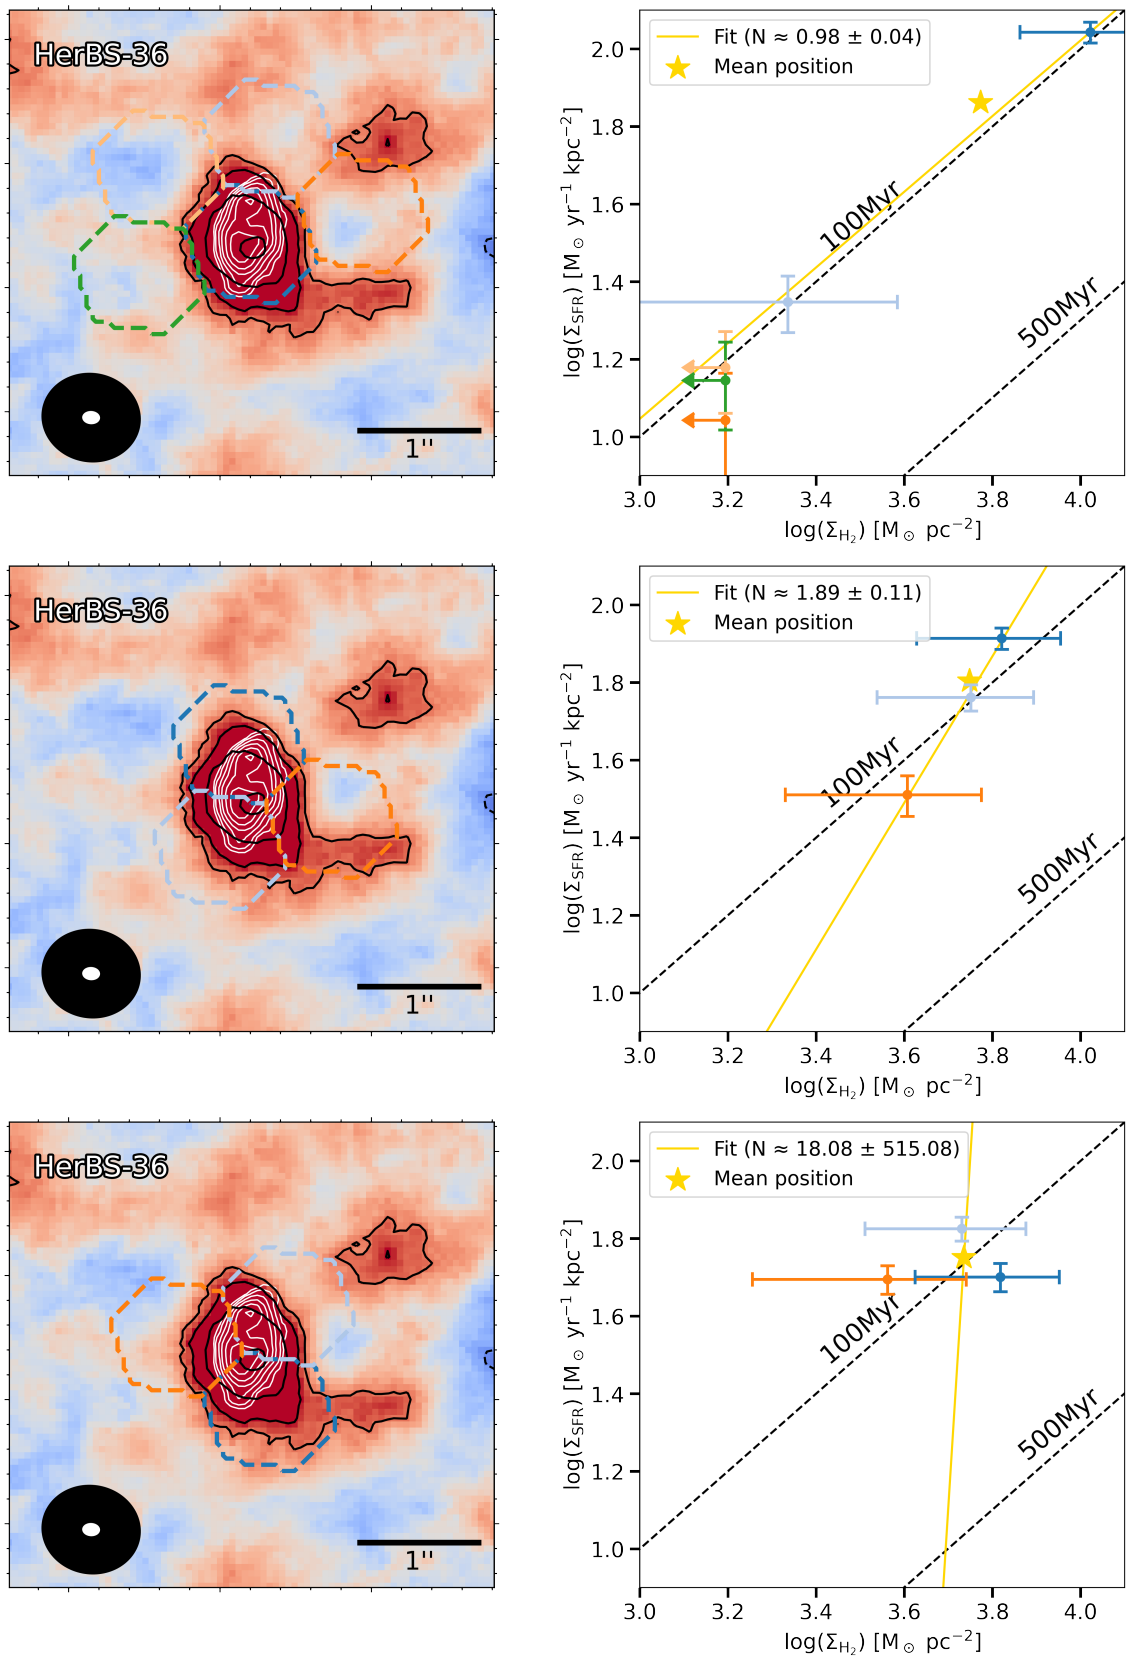 HerBS-36
1''
Fit (N ≈ 0.98 ± 0.04)
Mean position
100Myr
500Myr
log(Σ_SFR) [M⊙ yr⁻¹ kpc⁻²]
2.0
1.8
1.6
1.4
1.2
1.0
3.0 3.2 3.4 3.6 3.8 4.0
log(Σ_H₂) [M⊙ pc⁻²]
HerBS-36
1''
Fit (N ≈ 1.89 ± 0.11)
Mean position
100Myr
500Myr
log(Σ_SFR) [M⊙ yr⁻¹ kpc⁻²]
2.0
1.8
1.6
1.4
1.2
1.0
3.0 3.2 3.4 3.6 3.8 4.0
log(Σ_H₂) [M⊙ pc⁻²]
HerBS-36
1''
Fit (N ≈ 18.08 ± 515.08)
Mean position
100Myr
500Myr
log(Σ_SFR) [M⊙ yr⁻¹ kpc⁻²]
2.0
1.8
1.6
1.4
1.2
1.0
3.0 3.2 3.4 3.6 3.8 4.0
log(Σ_H₂) [M⊙ pc⁻²]